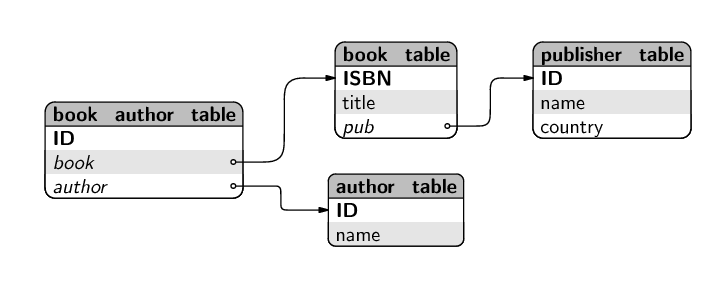 book author table
ID
book
author
book table
ISBN
title
pub
author table
ID
name
publisher table
ID
name
country